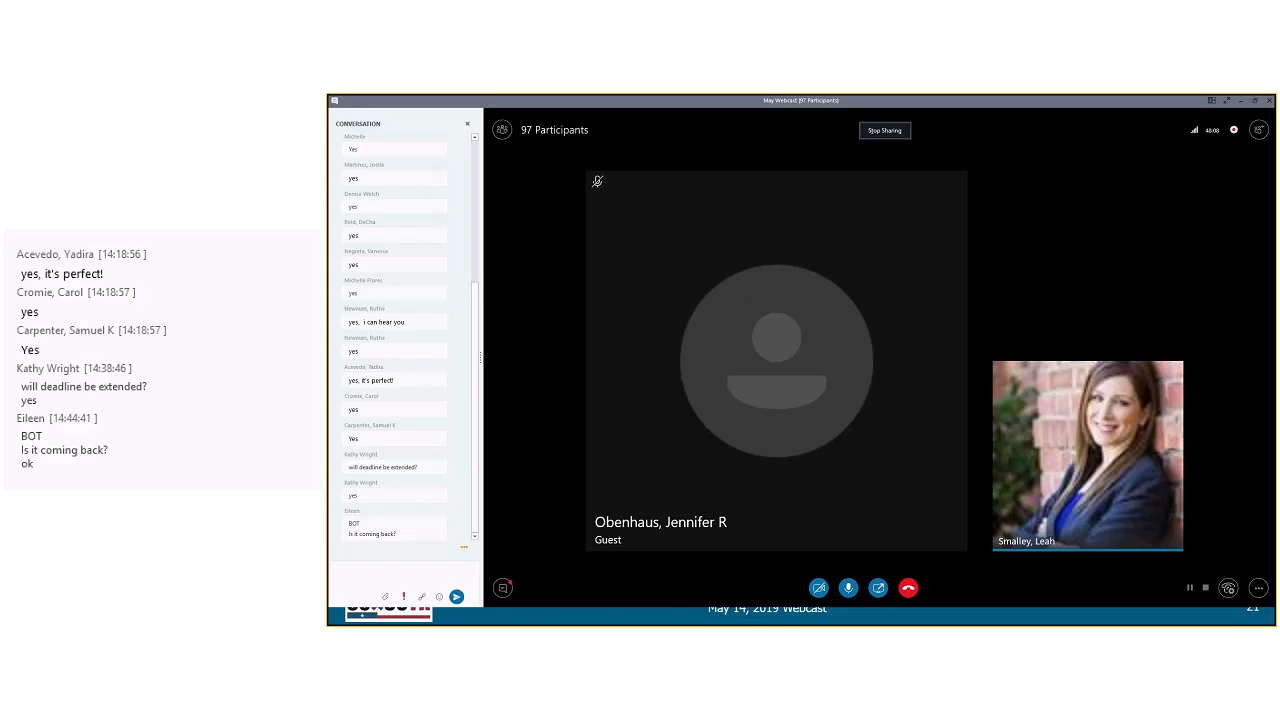 Acevedo, Yadira [14:18:56 ]
yes, it's perfect!
Cromie, Carol [14:18:57 ]
yes
Carpenter, Samuel K [14:18:57 ]
Yes
Kathy Wright [14:38:46 ]
will deadline be extended?
yes
Eileen [14:44:41 ]
BOT
Is it coming back?
ok
May Webcast (97 Participants)
CONVERSATION
Michelle
Yes
Martinez, Joella
yes
Denise Welch
yes
Reid, DeCha
yes
Negrete, Vanessa
yes
Michelle Flores
yes
Newman, Ruthe
yes, i can hear you
Newman, Ruthe
yes
Acevedo, Yadira
yes, it's perfect!
Cromie, Carol
yes
Carpenter, Samuel K
Yes
Kathy Wright
will deadline be extended?
Kathy Wright
yes
Eileen
BOT
Is it coming back?
97 Participants
Stop Sharing
48:08
Obenhaus, Jennifer R
Guest
Smalley, Leah
May 14, 2019 Webcast
21